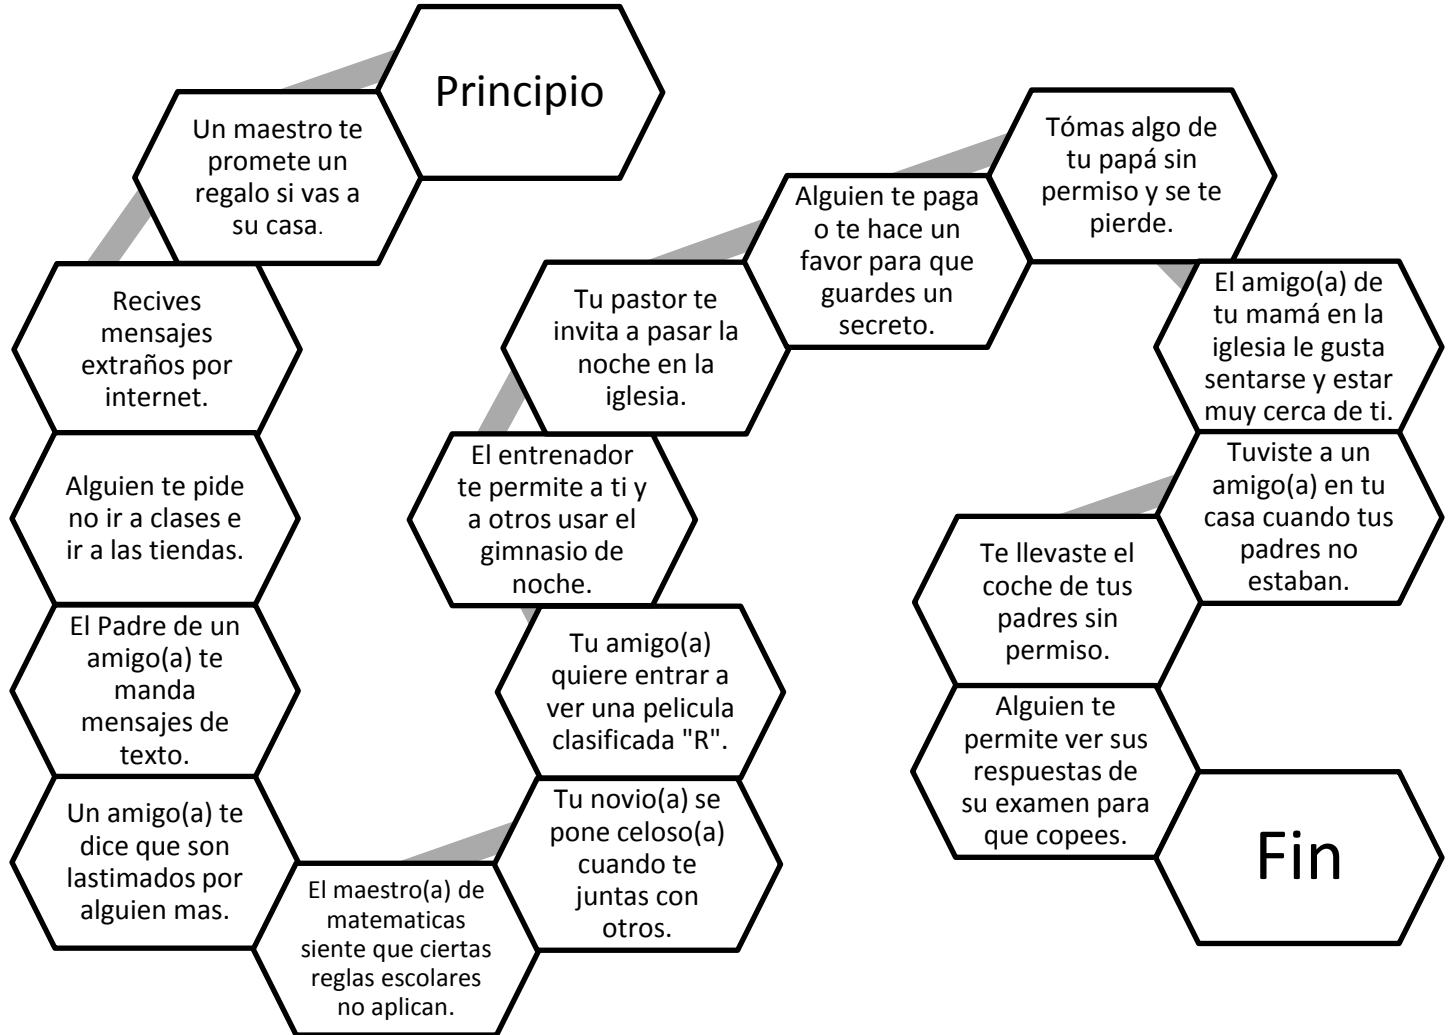 Principio
Un maestro te
promete un
regalo si vas a
su casa.
Recives
mensajes
extraños por
internet.
Alguien te pide
no ir a clases e
ir a las tiendas.
El Padre de un
amigo(a) te
manda
mensajes de
texto.
Un amigo(a) te
dice que son
lastimados por
alguien mas.
El maestro(a) de
matematicas
siente que ciertas
reglas escolares
no aplican.
Tu novio(a) se
pone celoso(a)
cuando te
juntas con
otros.
Tu amigo(a)
quiere entrar a
ver una pelicula
clasificada "R".
El entrenador
te permite a ti y
a otros usar el
gimnasio de
noche.
Tu pastor te
invita a pasar la
noche en la
iglesia.
Alguien te paga
o te hace un
favor para que
guardes un
secreto.
Tómas algo de
tu papá sin
permiso y se te
pierde.
El amigo(a) de
tu mamá en la
iglesia le gusta
sentarse y estar
muy cerca de ti.
Tuviste a un
amigo(a) en tu
casa cuando tus
padres no
estaban.
Te llevaste el
coche de tus
padres sin
permiso.
Alguien te
permite ver sus
respuestas de
su examen para
que copees.
Fin